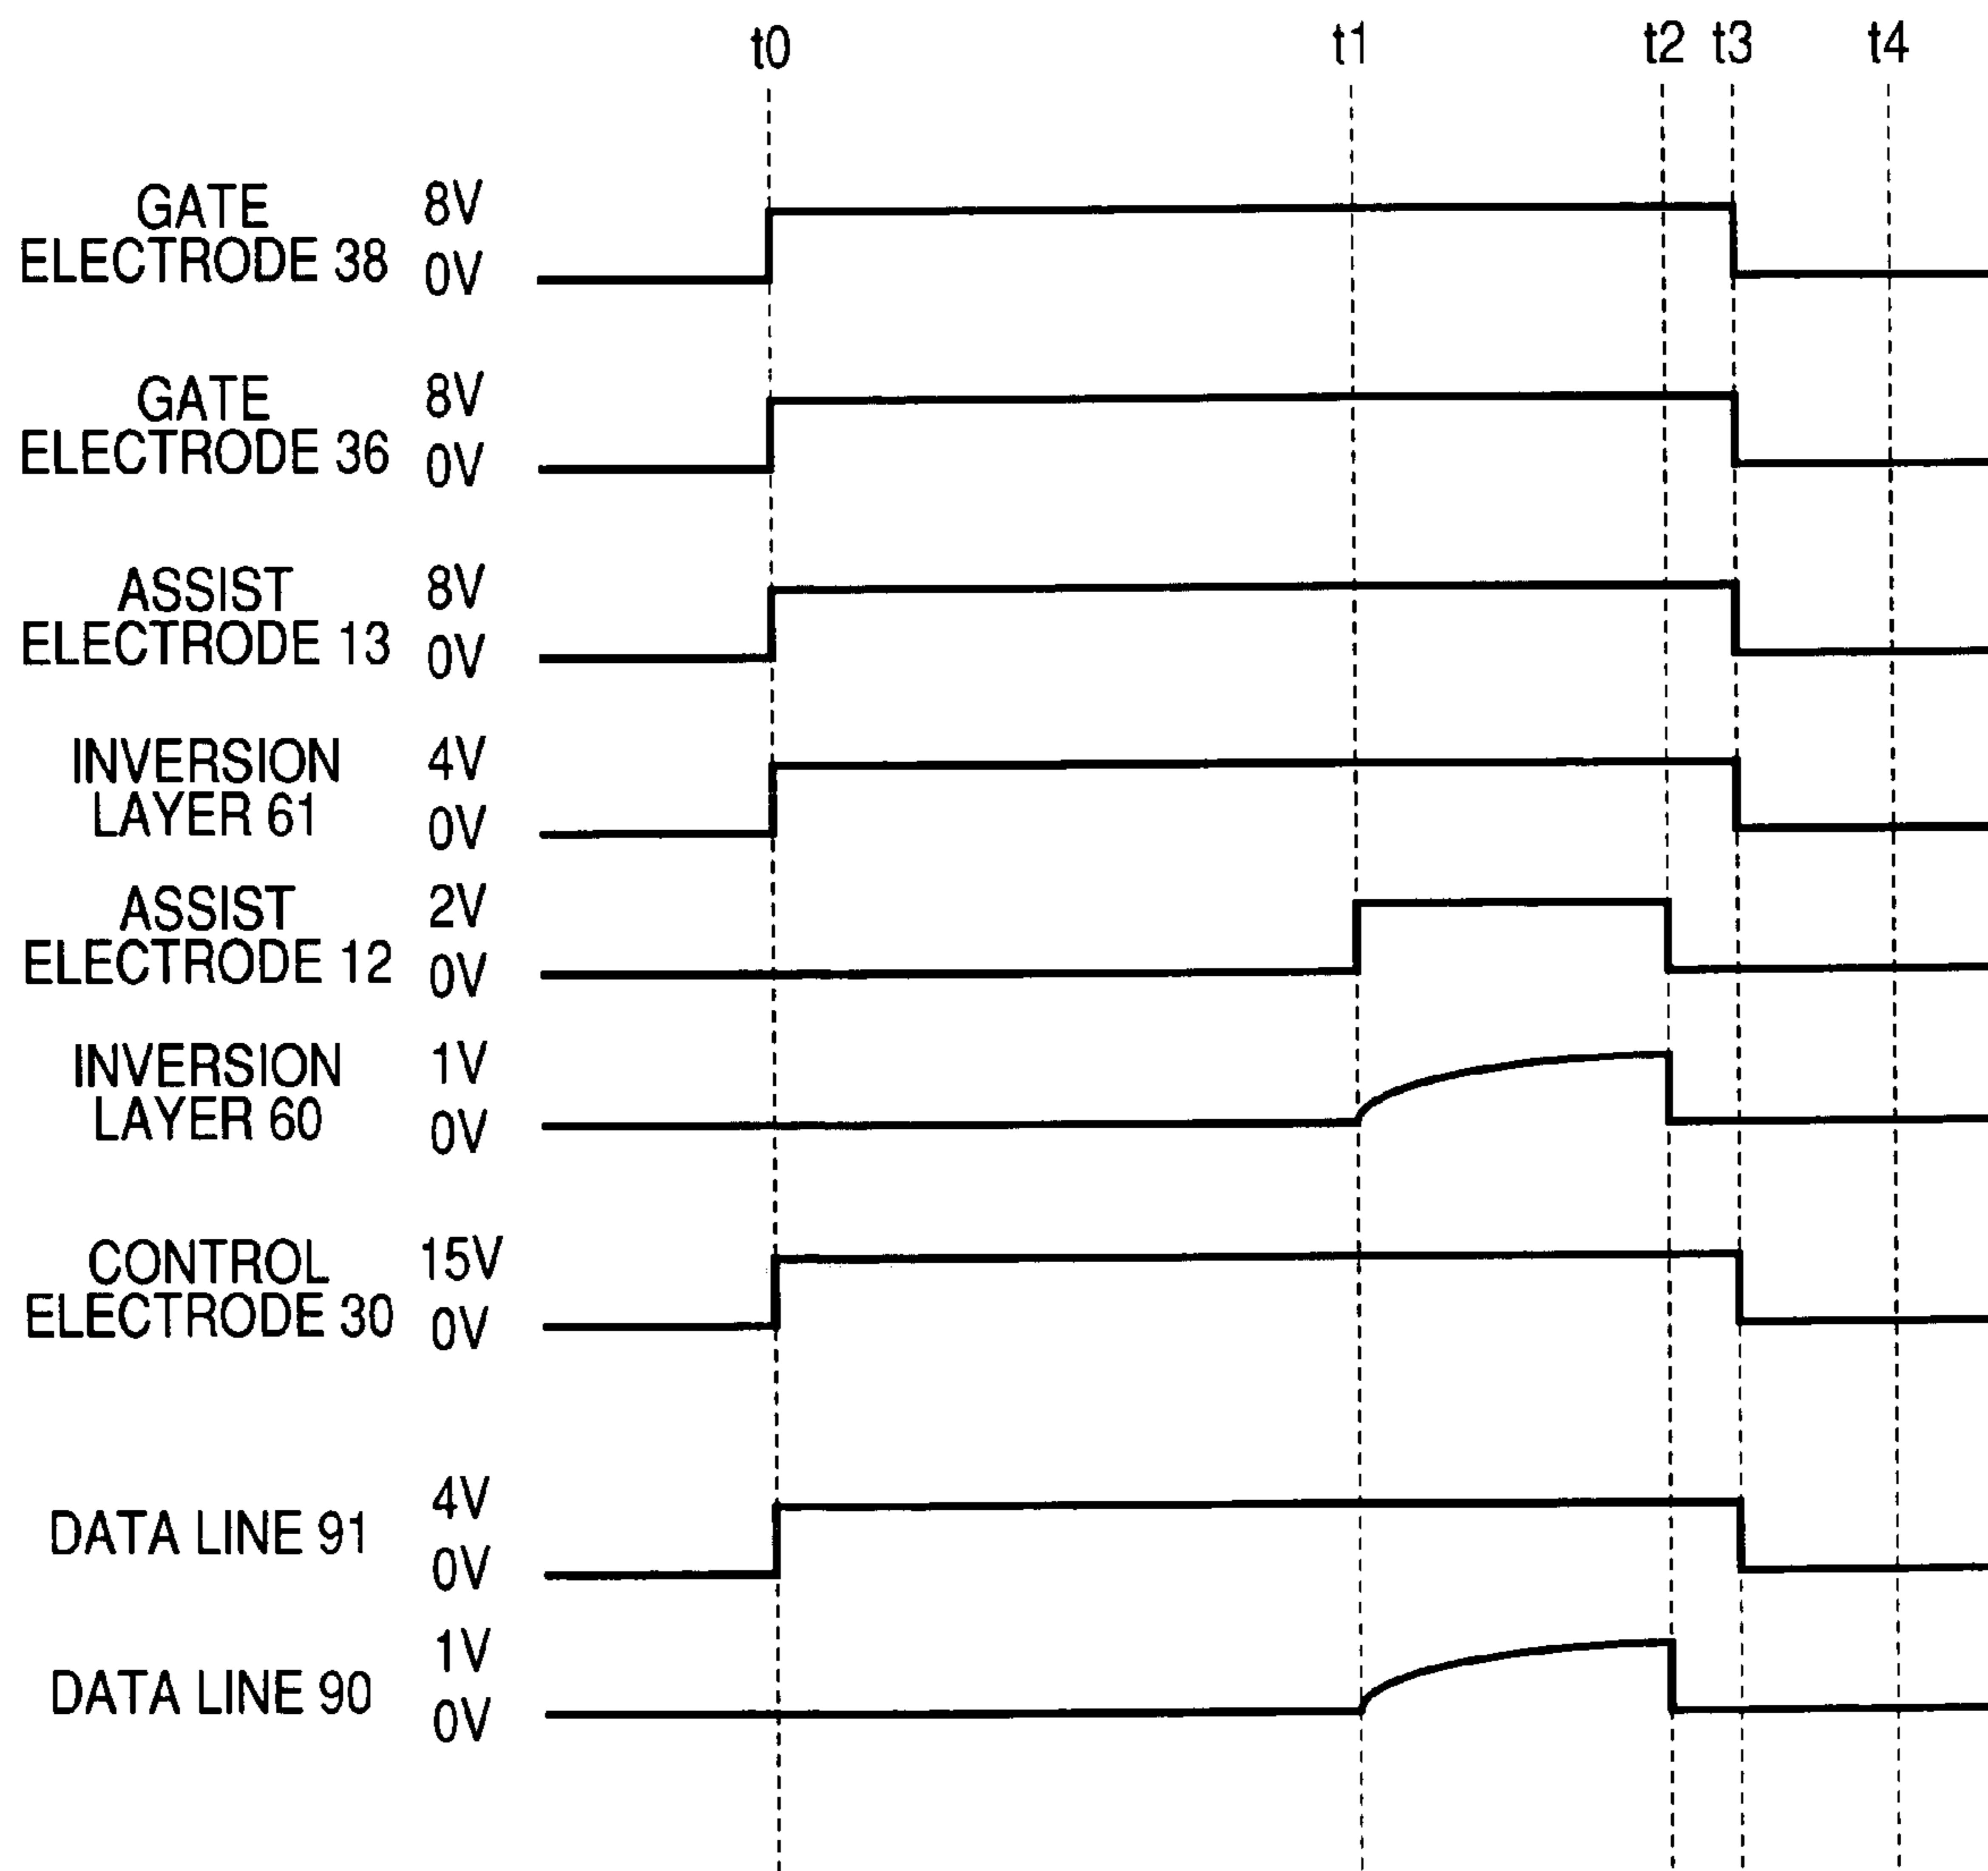 t0 t1 t2 t3 t4
GATE
ELECTRODE 38
8V
0V
GATE
ELECTRODE 36
8V
0V
ASSIST
ELECTRODE 13
8V
0V
INVERSION
LAYER 61
4V
0V
ASSIST
ELECTRODE 12
2V
0V
INVERSION
LAYER 60
1V
0V
CONTROL
ELECTRODE 30
15V
0V
DATA LINE 91
4V
0V
DATA LINE 90
1V
0V